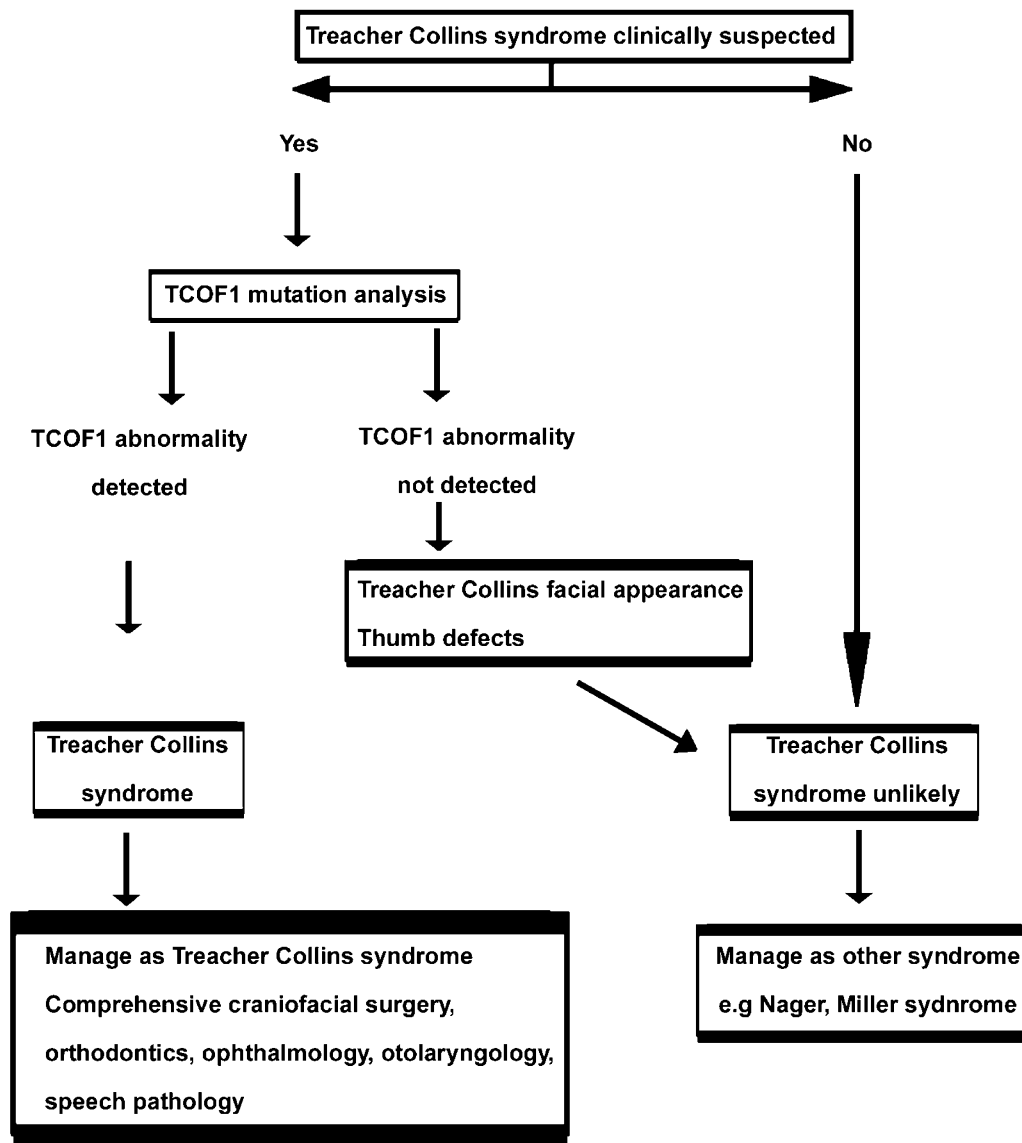 Treacher Collins syndrome clinically suspected
Yes
No
TCOF1 mutation analysis
TCOF1 abnormality
detected
TCOF1 abnormality
not detected
Treacher Collins facial appearance
Thumb defects
Treacher Collins
syndrome
Treacher Collins
syndrome unlikely
Manage as Treacher Collins syndrome
Comprehensive craniofacial surgery,
orthodontics, ophthalmology, otolaryngology,
speech pathology
Manage as other syndrome
e.g Nager, Miller sydnrome